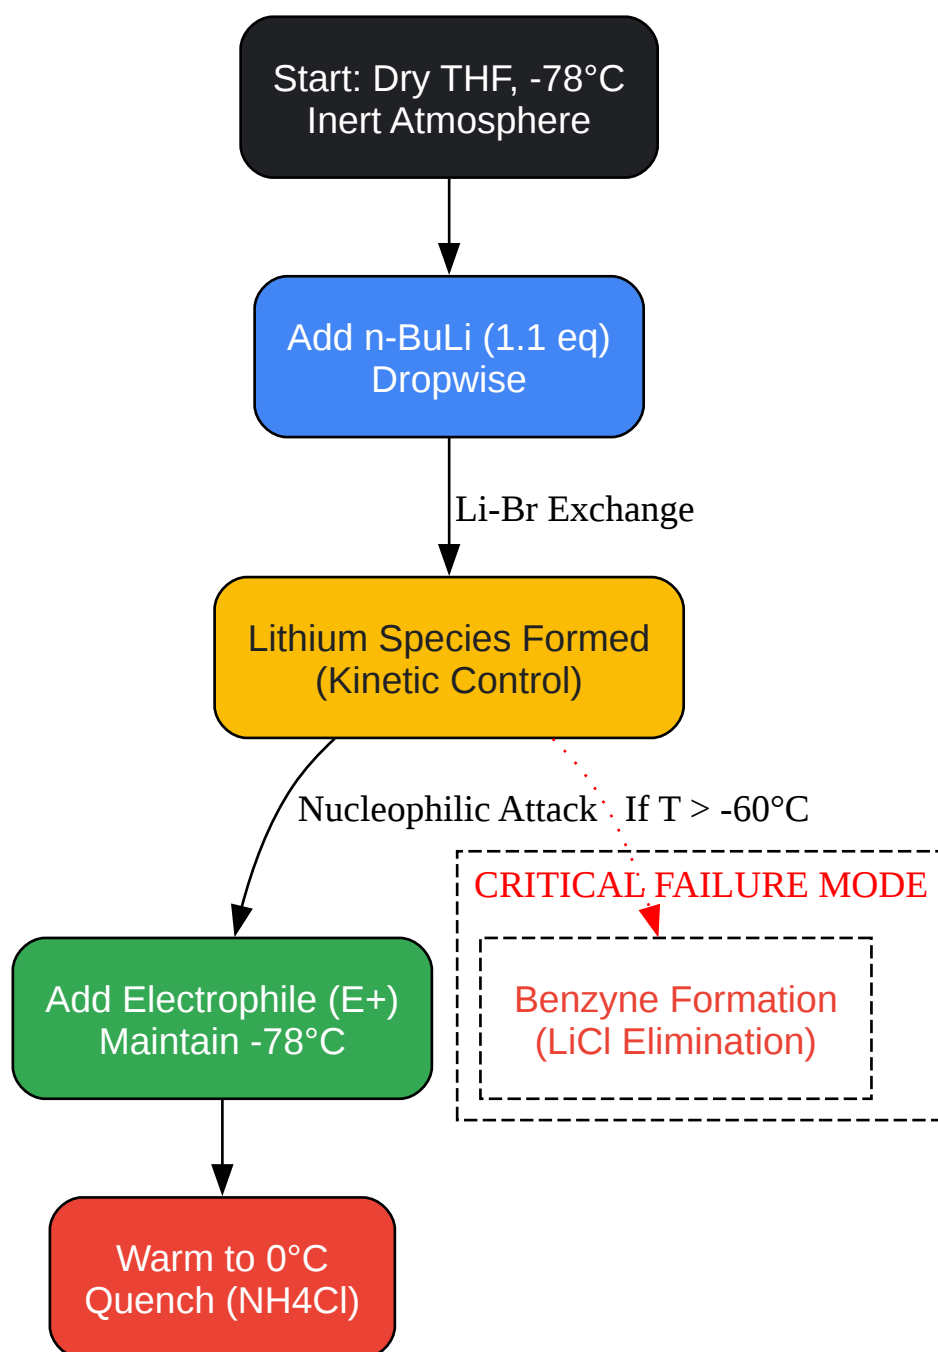 Start: Dry THF, -78°C
Inert Atmosphere
Add n-BuLi (1.1 eq)
Dropwise
Li-Br Exchange
Lithium Species Formed
(Kinetic Control)
Nucleophilic Attack
If T > -60°C
CRITICAL FAILURE MODE
Add Electrophile (E+)
Maintain -78°C
Benzyne Formation
(LiCl Elimination)
Warm to 0°C
Quench (NH4Cl)